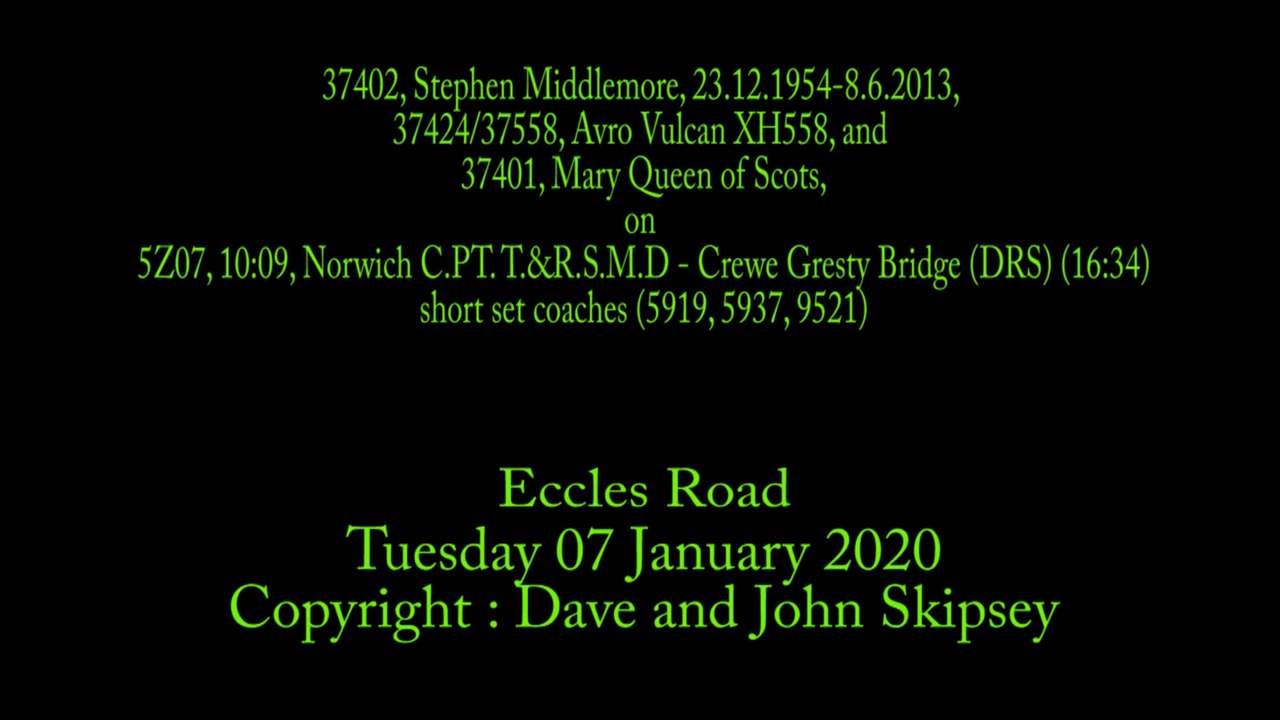 37402, Stephen Middlemore, 23.12.1954-8.6.2013,
37424/37558, Avro Vulcan XH558, and
37401, Mary Queen of Scots,
on
5Z07, 10:09, Norwich C.PT. T.&R.S.M.D - Crewe Gresty Bridge (DRS) (16:34)
short set coaches (5919, 5937, 9521)
Eccles Road
Tuesday 07 January 2020
Copyright : Dave and John Skipsey